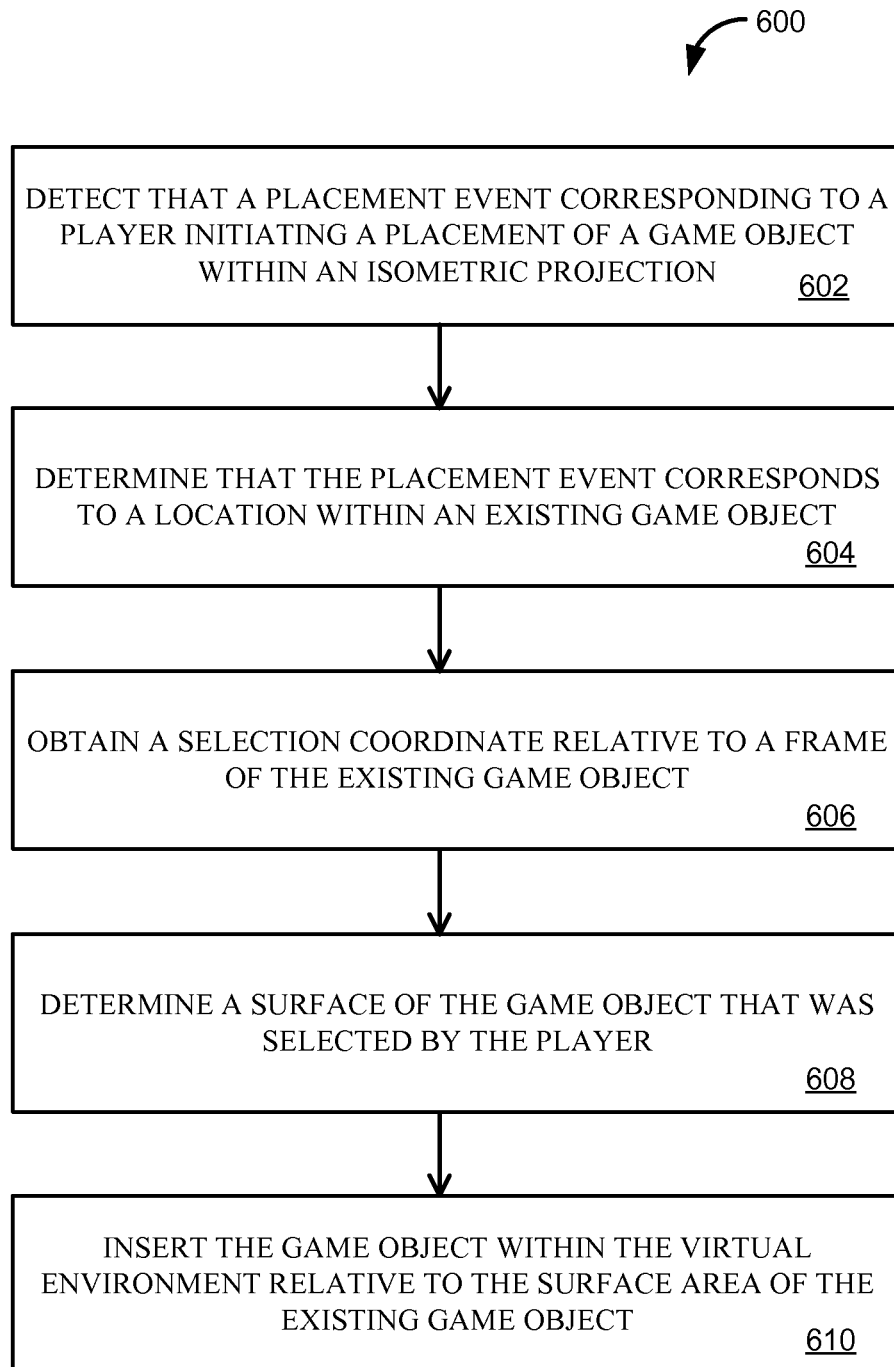 600
DETECT THAT A PLACEMENT EVENT CORRESPONDING TO A
PLAYER INITIATING A PLACEMENT OF A GAME OBJECT
WITHIN AN ISOMETRIC PROJECTION
602
DETERMINE THAT THE PLACEMENT EVENT CORRESPONDS
TO A LOCATION WITHIN AN EXISTING GAME OBJECT
604
OBTAIN A SELECTION COORDINATE RELATIVE TO A FRAME
OF THE EXISTING GAME OBJECT
606
DETERMINE A SURFACE OF THE GAME OBJECT THAT WAS
SELECTED BY THE PLAYER
608
INSERT THE GAME OBJECT WITHIN THE VIRTUAL
ENVIRONMENT RELATIVE TO THE SURFACE AREA OF THE
EXISTING GAME OBJECT
610